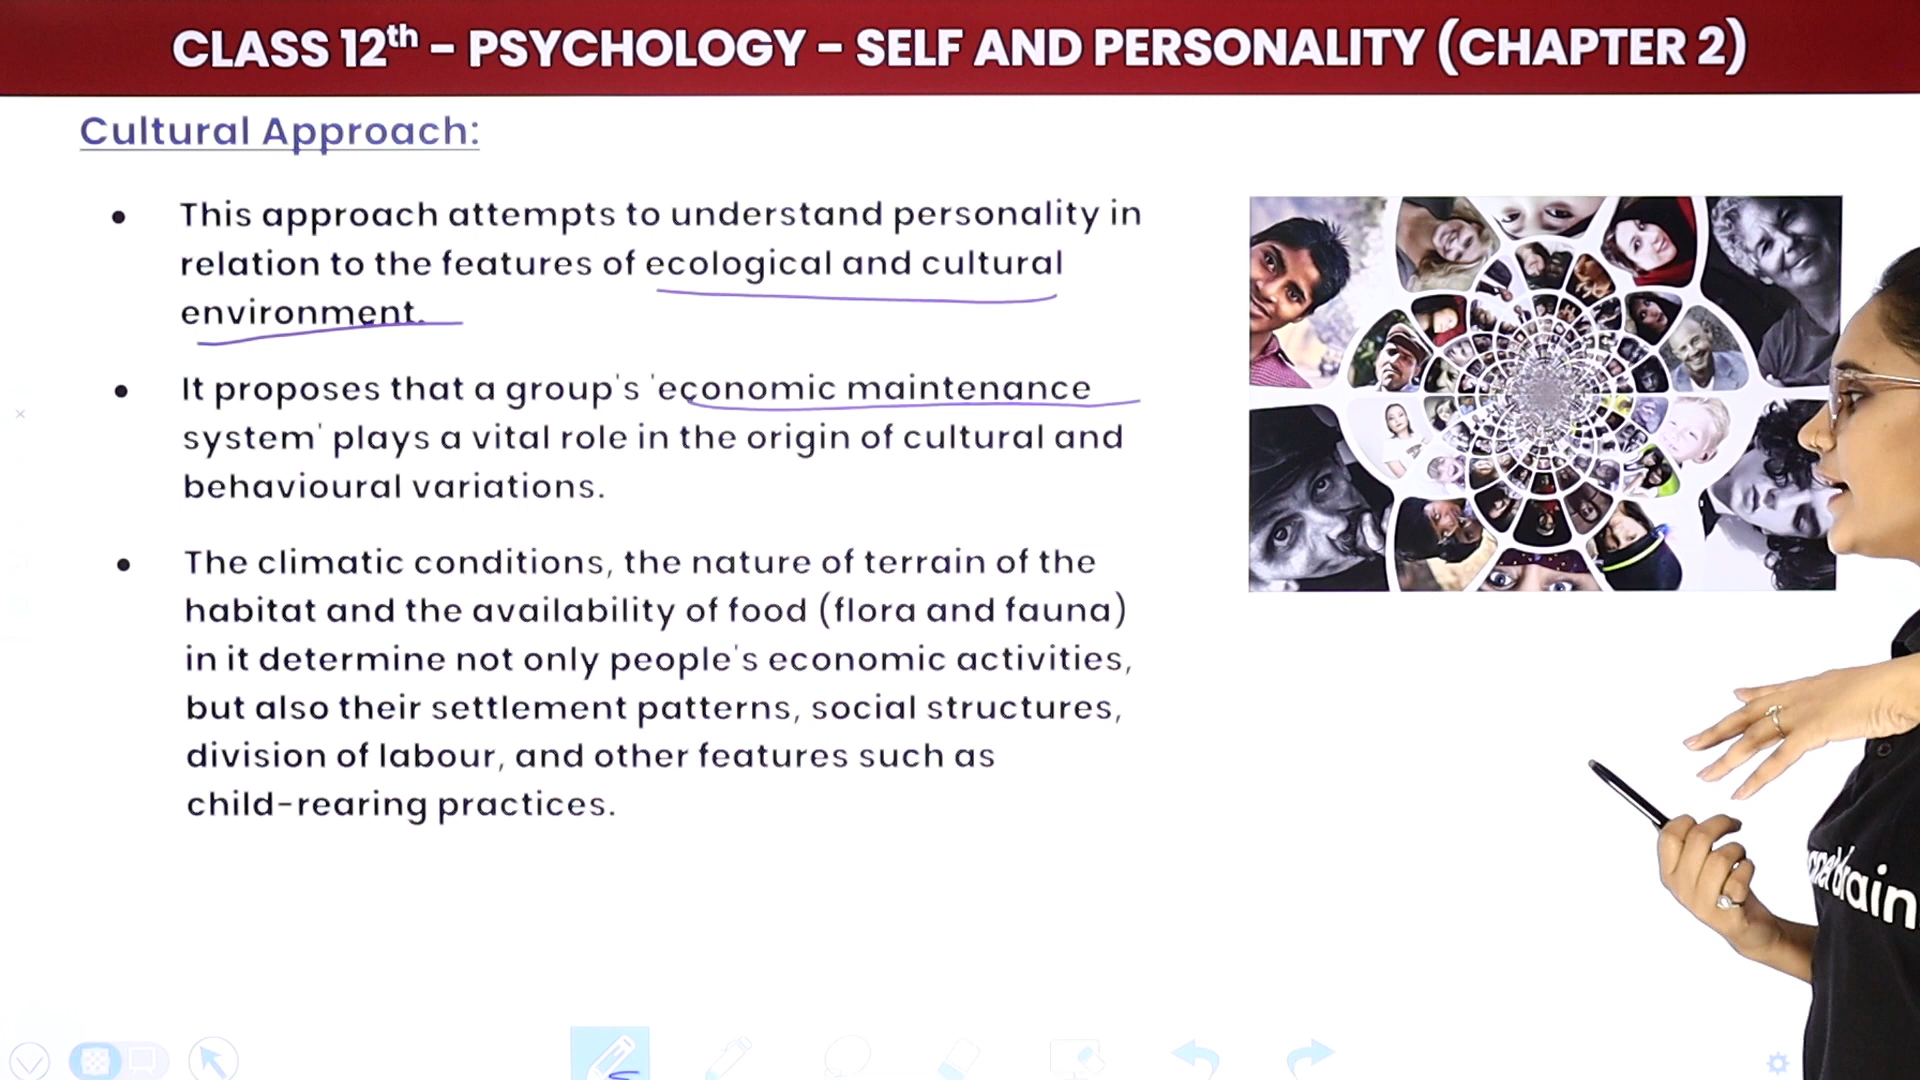 CLASS 12th – PSYCHOLOGY – SELF AND PERSONALITY (CHAPTER 2)
Cultural Approach:
• This approach attempts to understand personality in
relation to the features of ecological and cultural
environment.
• It proposes that a group's 'economic maintenance
system' plays a vital role in the origin of cultural and
behavioural variations.
• The climatic conditions, the nature of terrain of the
habitat and the availability of food (flora and fauna)
in it determine not only people's economic activities,
but also their settlement patterns, social structures,
division of labour, and other features such as
child-rearing practices.